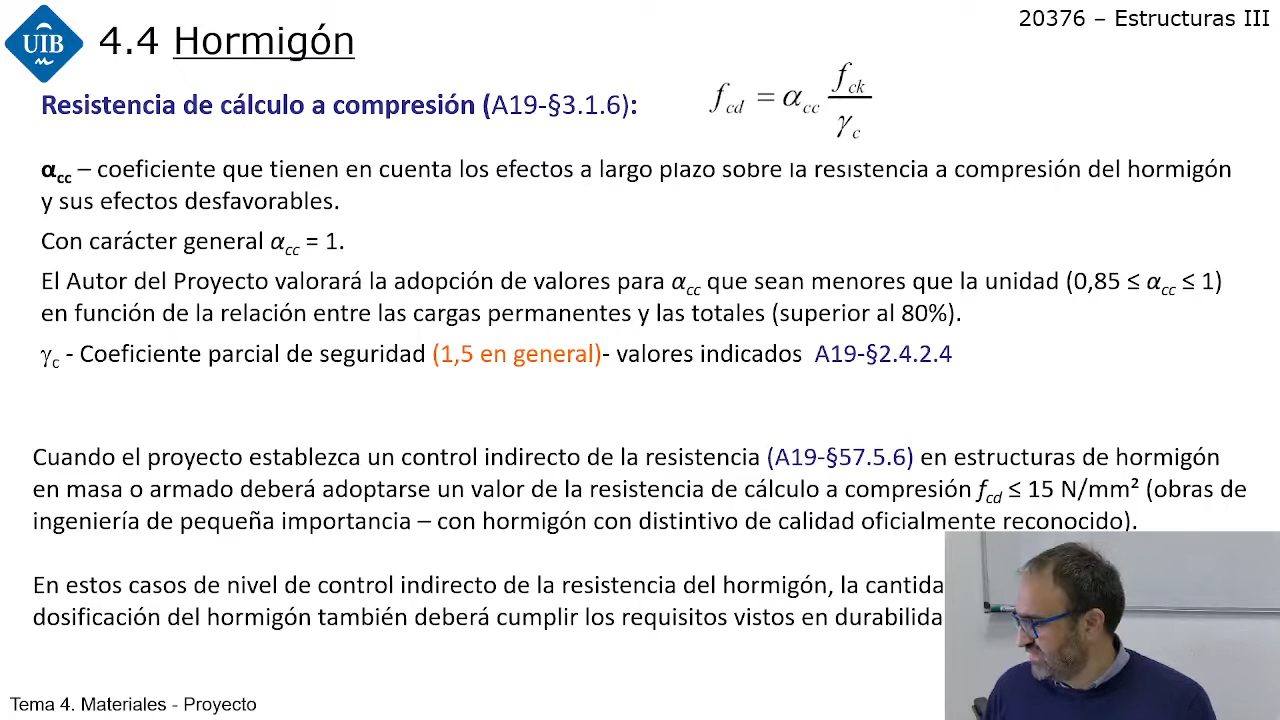 20376 – Estructuras III
UIB
4.4 Hormigón
Resistencia de cálculo a compresión (A19-§3.1.6):
f_cd = α_cc f_ck / γ_c
α_cc – coeficiente que tienen en cuenta los efectos a largo plazo sobre la resistencia a compresión del hormigón
y sus efectos desfavorables.
Con carácter general α_cc = 1.
El Autor del Proyecto valorará la adopción de valores para α_cc que sean menores que la unidad (0,85 ≤ α_cc ≤ 1)
en función de la relación entre las cargas permanentes y las totales (superior al 80%).
γ_c - Coeficiente parcial de seguridad (1,5 en general)- valores indicados A19-§2.4.2.4
Cuando el proyecto establezca un control indirecto de la resistencia (A19-§57.5.6) en estructuras de hormigón
en masa o armado deberá adoptarse un valor de la resistencia de cálculo a compresión f_cd ≤ 15 N/mm² (obras de
ingeniería de pequeña importancia – con hormigón con distintivo de calidad oficialmente reconocido).
En estos casos de nivel de control indirecto de la resistencia del hormigón, la
dosificación del hormigón también deberá cumplir los requisitos vistos en
Tema 4. Materiales - Proyecto